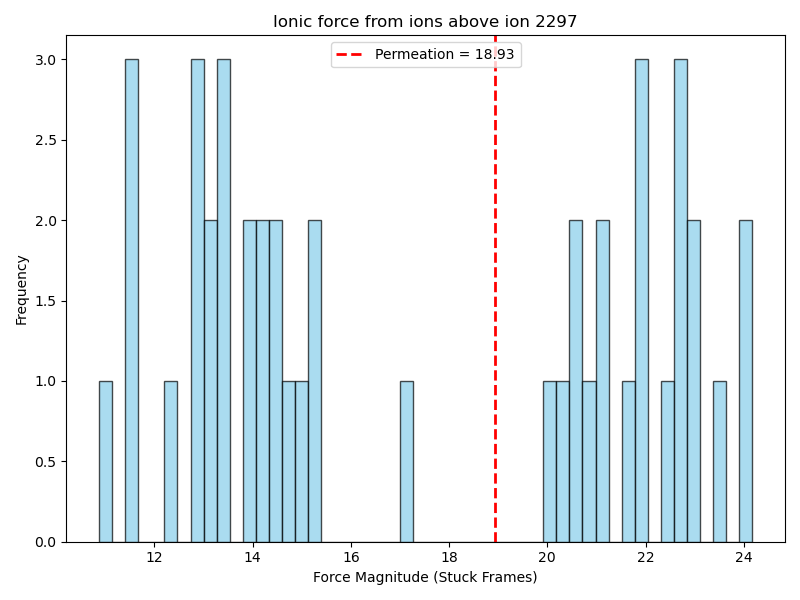 Ionic force from ions above ion 2297
Permeation = 18.93
Frequency
3.0
2.5
2.0
1.5
1.0
0.5
0.0
12 14 16 18 20 22 24
Force Magnitude (Stuck Frames)